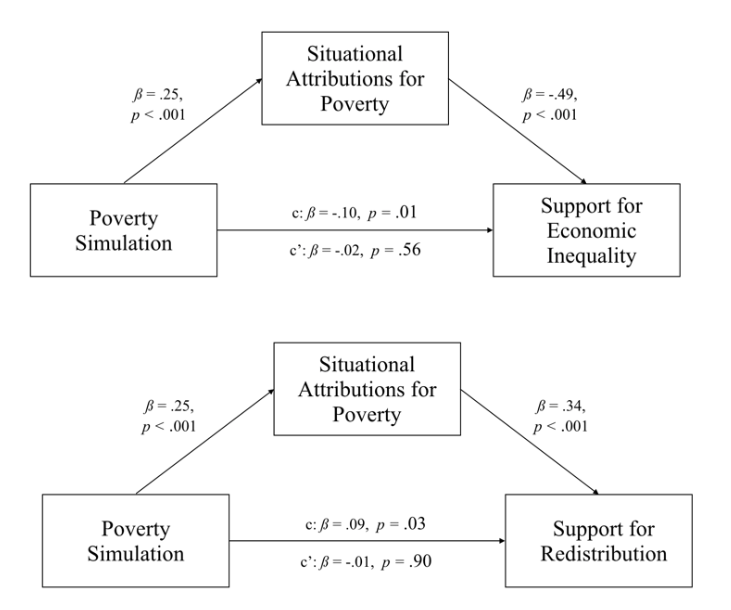 Situational
Attributions for
Poverty
β = .25,
p < .001
β = -.49,
p < .001
Poverty
Simulation
c: β = -.10, p = .01
c’: β = -.02, p = .56
Support for
Economic
Inequality
Situational
Attributions for
Poverty
β = .25,
p < .001
β = .34,
p < .001
Poverty
Simulation
c: β = .09, p = .03
c’: β = -.01, p = .90
Support for
Redistribution